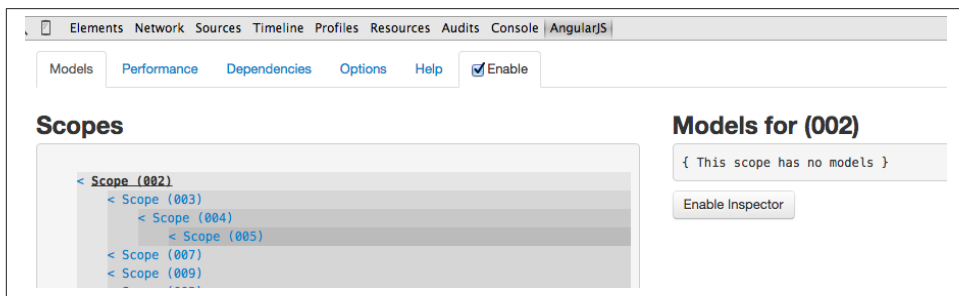 Elements Network Sources Timeline Profiles Resources Audits Console AngularJS
Models Performance Dependencies Options Help Enable
Scopes
< Scope (002)
< Scope (003)
< Scope (004)
< Scope (005)
< Scope (007)
< Scope (009)
Models for (002)
{ This scope has no models }
Enable Inspector